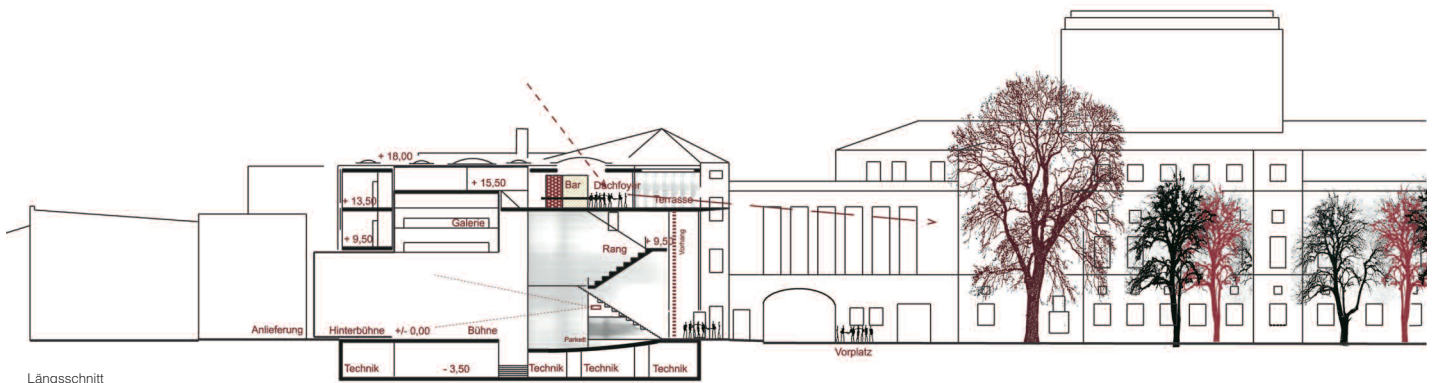 + 18,00
+ 15,50
Bar
Dachfoyer
+ 13,50
Terrasse
Galerie
+ 9,50
Rang
+ 9,50
Vorhang
Anlieferung
Hinterbühne
+/- 0,00
Bühne
Parkett
Vorplatz
Technik
- 3,50
Technik
Technik
Technik
Längsschnitt